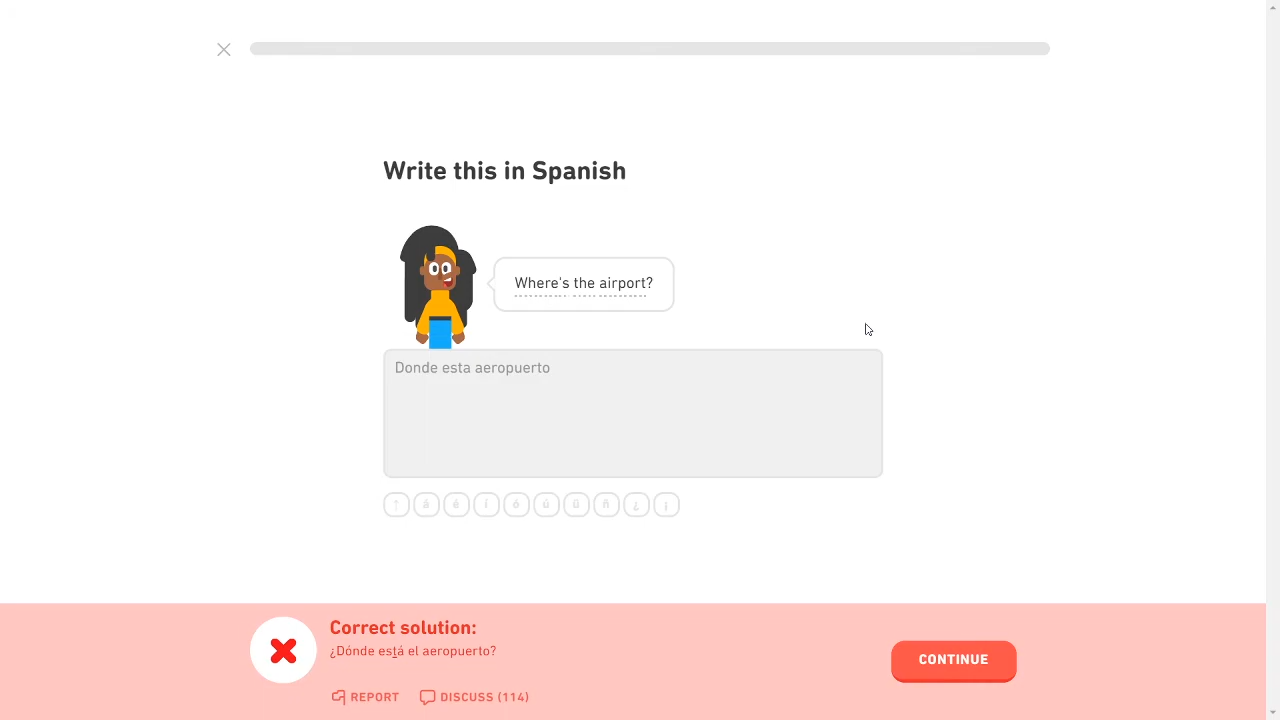 Write this in Spanish
Where's the airport?
Donde esta aeropuerto
↑ á é í ó ú ü ñ ¿ ¡
Correct solution:
¿Dónde está el aeropuerto?
CONTINUE
REPORT DISCUSS (114)